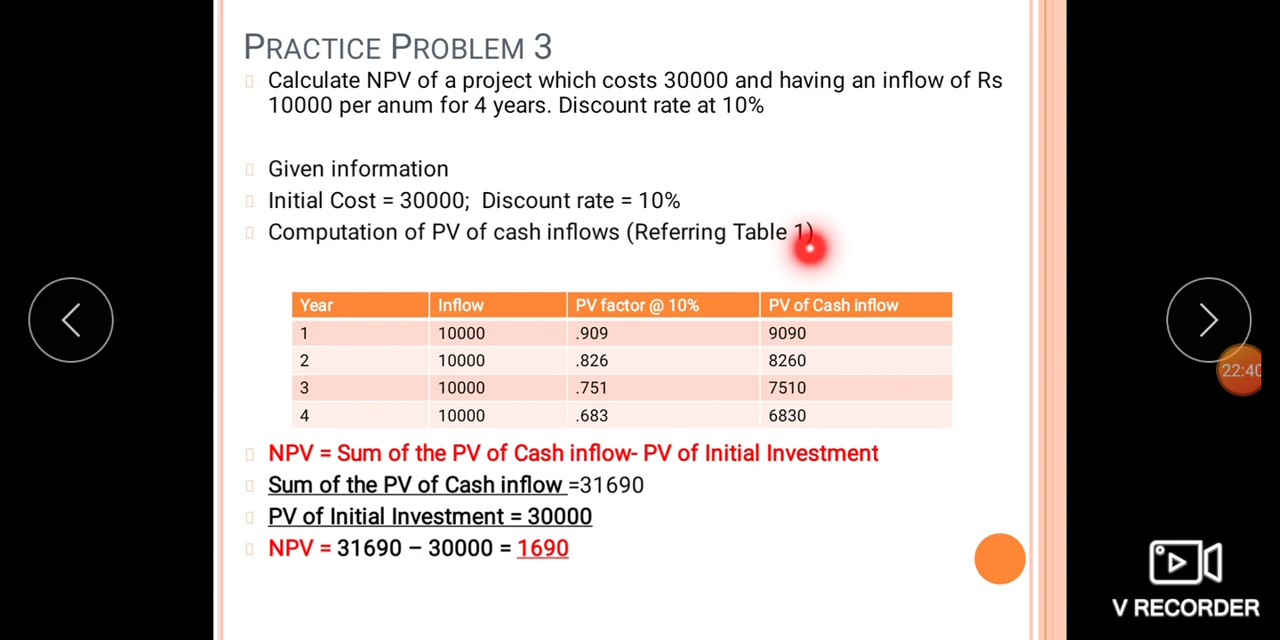 PRACTICE PROBLEM 3
Calculate NPV of a project which costs 30000 and having an inflow of Rs
10000 per anum for 4 years. Discount rate at 10%
Given information
Initial Cost = 30000; Discount rate = 10%
Computation of PV of cash inflows (Referring Table 1)
Year Inflow PV factor @ 10% PV of Cash inflow
1 10000 .909 9090
2 10000 .826 8260
3 10000 .751 7510
4 10000 .683 6830
NPV = Sum of the PV of Cash inflow- PV of Initial Investment
Sum of the PV of Cash inflow =31690
PV of Initial Investment = 30000
NPV = 31690 – 30000 = 1690
22:40
V RECORDER